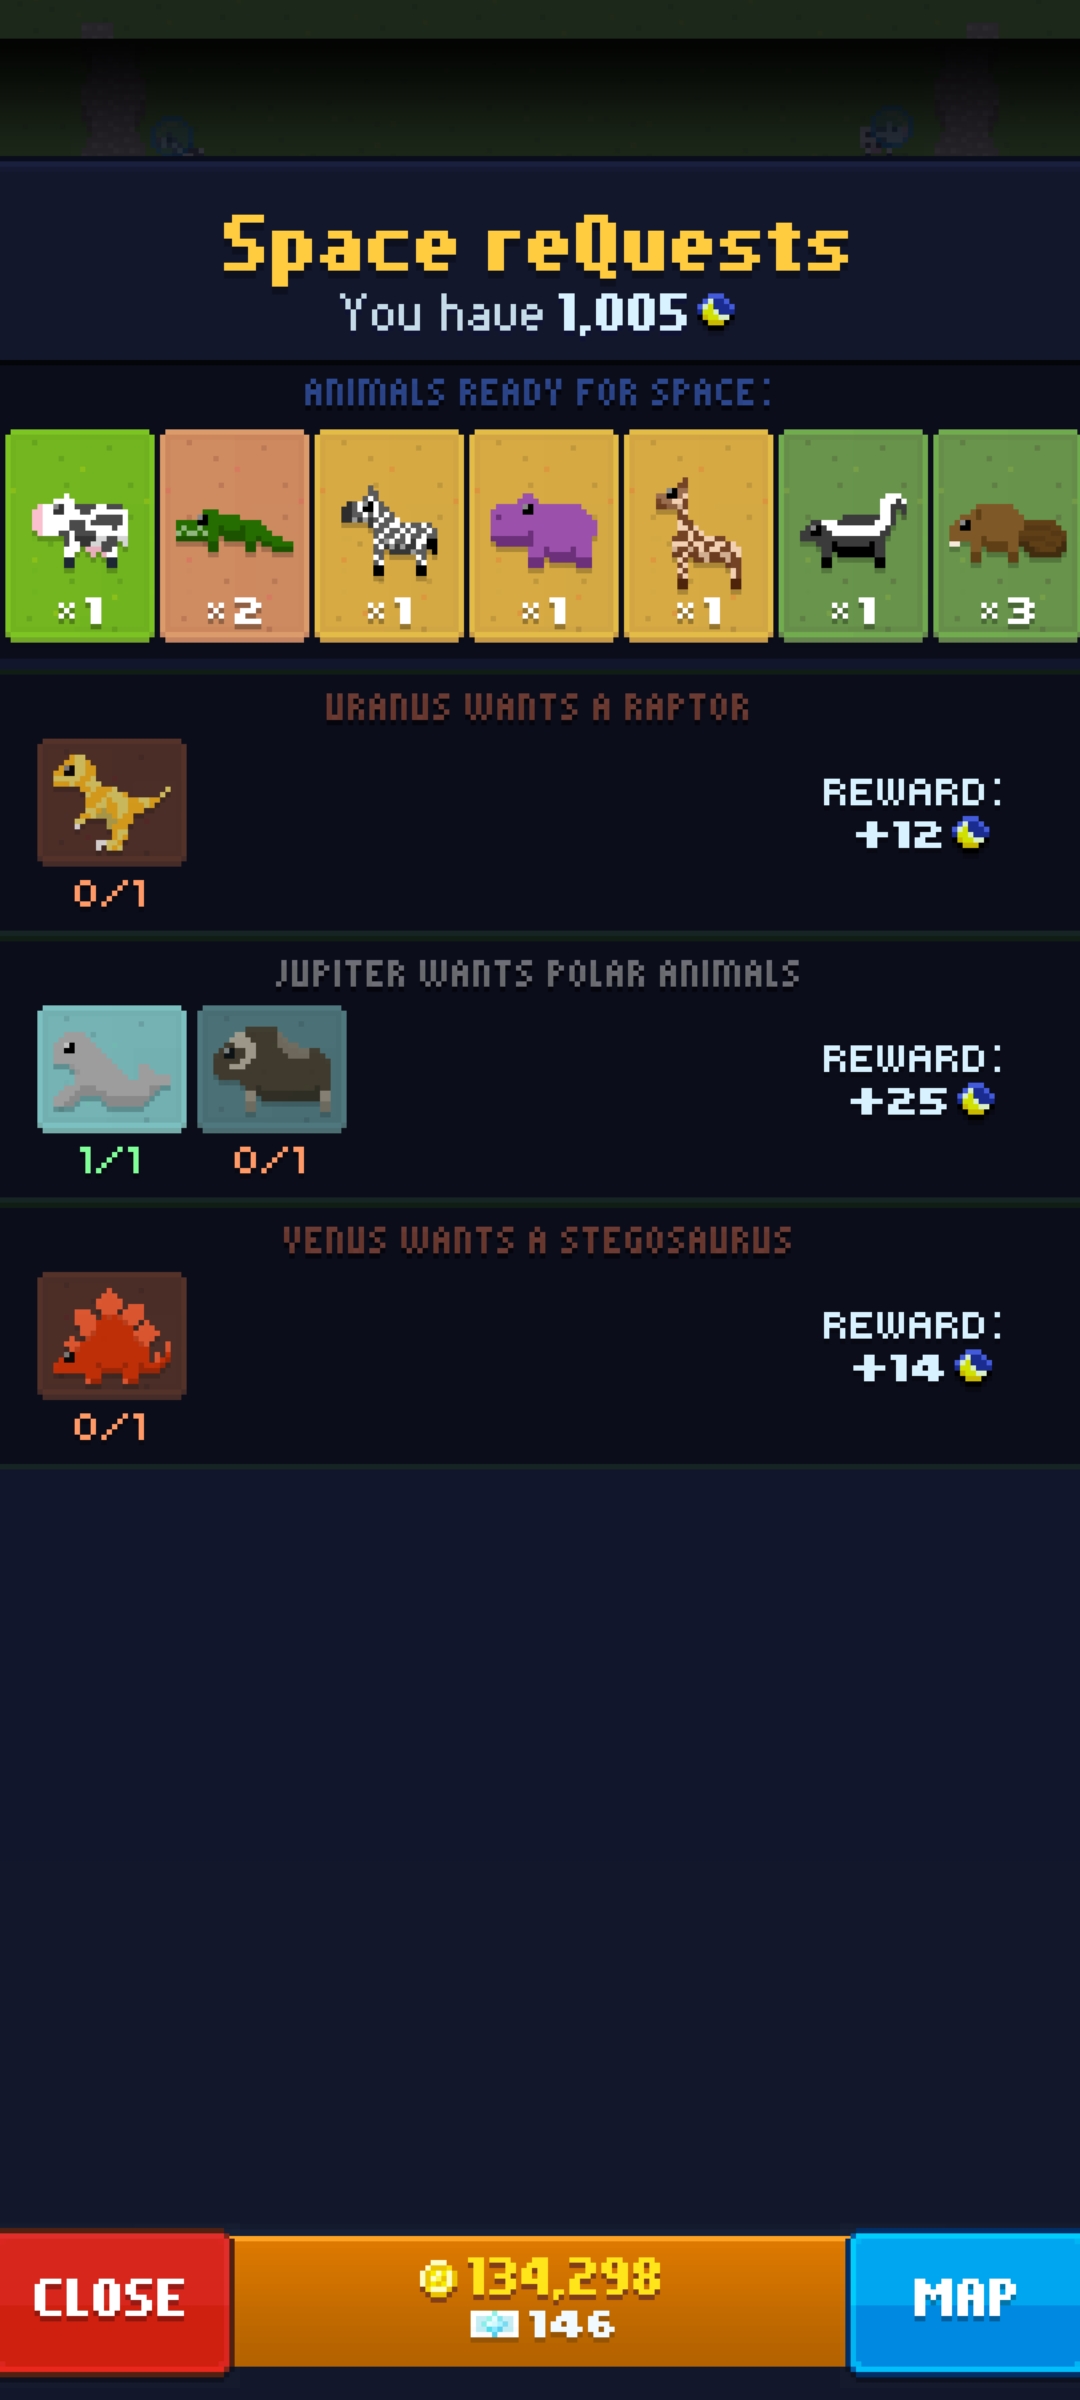 Space reQuests
You have 1,005
ANIMALS READY FOR SPACE:
×1 ×2 ×1 ×1 ×1 ×1 ×3
URANUS WANTS A RAPTOR
REWARD:
+12
0/1
JUPITER WANTS POLAR ANIMALS
REWARD:
+25
1/1 0/1
VENUS WANTS A STEGOSAURUS
REWARD:
+14
0/1
134,298
CLOSE
MAP
146